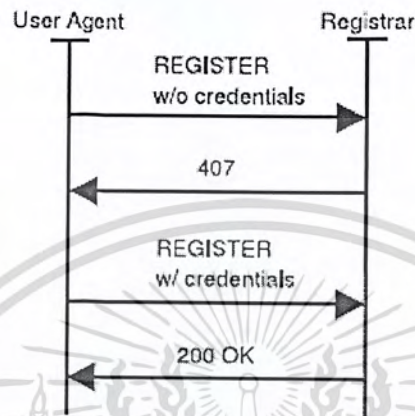 User Agent Registrar
REGISTER
w/o credentials
407
REGISTER
w/ credentials
200 OK